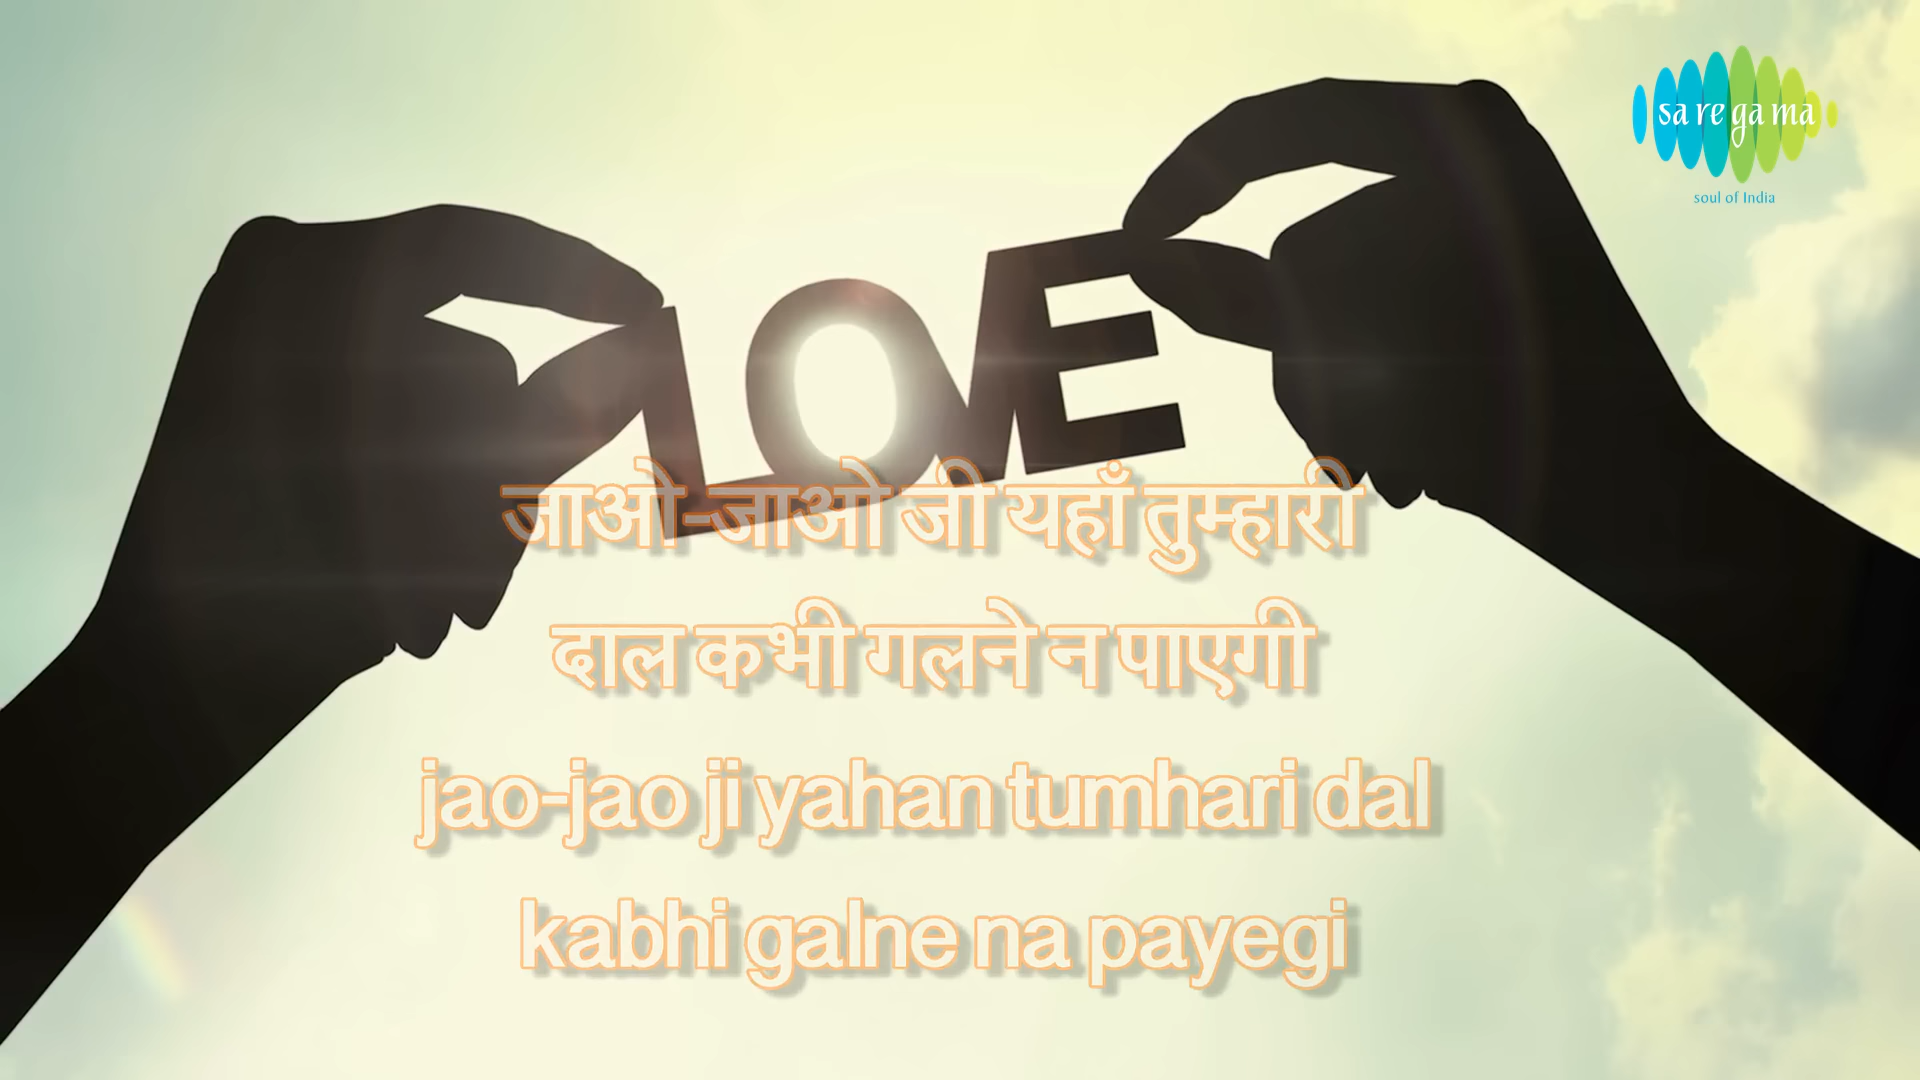 sa re ga ma
soul of India
LOVE
जाओ-जाओ जी यहाँ तुम्हारी
दाल कभी गलने न पाएगी
jao-jao ji yahan tumhari dal
kabhi galne na payegi